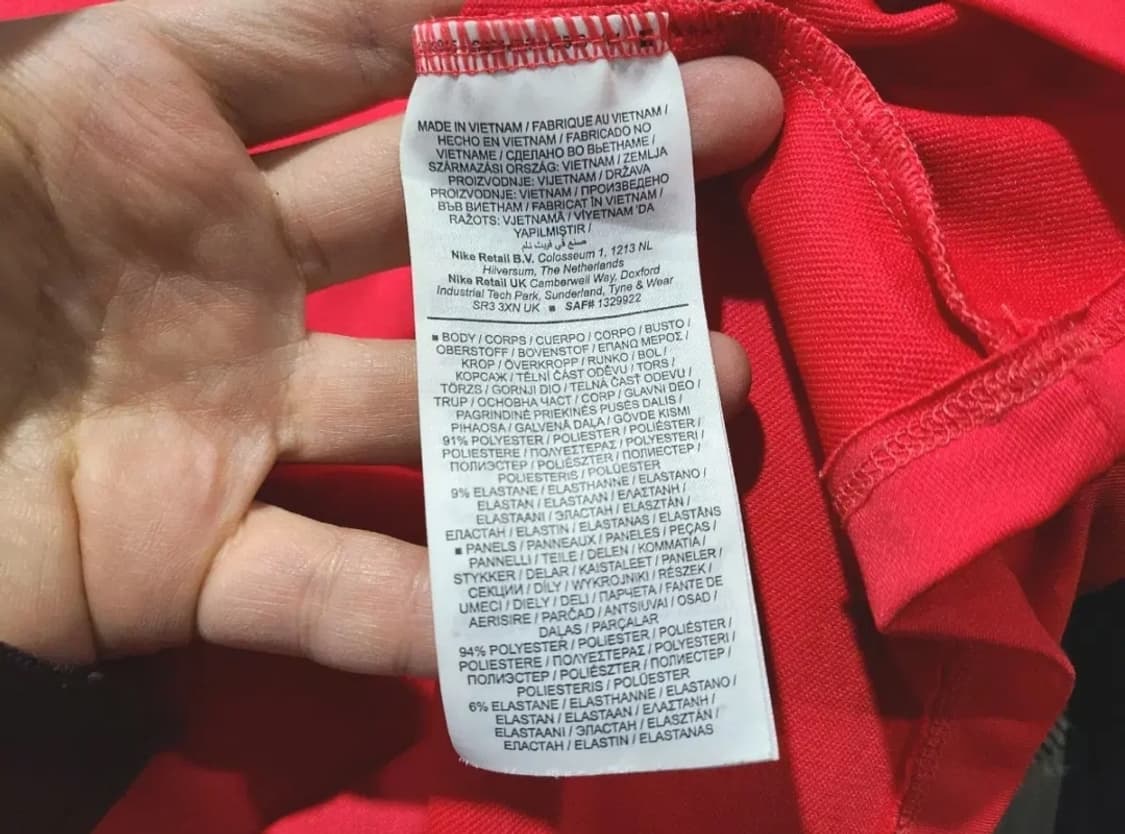 MADE IN VIETNAM / FABRIQUE AU VIETNAM /
HECHO EN VIETNAM / FABRICADO NO
VIETNAME / СДЕЛАНО ВО ВЬЕТНАМЕ /
SZÁRMAZÁSI ORSZÁG: VIETNAM / ZEMLJA
PROIZVODNJE: VIJETNAM / DRŽAVA
PROIZVODNJE: VIETNAM / ПРОИЗВЕДЕНО
ВЪВ ВИЕТНАМ / FABRICAT ÎN VIETNAM /
RAŽOTS: VJETNAMĀ / VİYETNAM 'DA
YAPILMIŞTIR /
صنع في فيت نام
Nike Retail B.V. Colosseum 1, 1213 NL
Hilversum, The Netherlands
Nike Retail UK Camberwell Way, Doxford
Industrial Tech Park, Sunderland, Tyne & Wear
SR3 3XN UK ■ SAF# 1329922
■ BODY / CORPS / CUERPO / CORPO / BUSTO /
OBERSTOFF / BOVENSTOF / ΕΠΑΝΩ ΜΕΡΟΣ /
KROP / ÖVERKROPP / RUNKO / BOL /
КОРСАЖ / TĚLNÍ ČÁST ODĚVU / TORS /
TÖRZS / GORNJI DIO / TELNÁ ČASŤ ODEVU /
TRUP / ОСНОВНА ЧАСТ / CORP / GLAVNI DEO /
PAGRINDINĖ PRIEKINĖS PUSĖS DALIS /
PIHAOSA / GALVENĀ DAĻA / GÖVDE KISMI
91% POLYESTER / POLIESTER / POLIÉSTER /
POLIESTERE / ΠΟΛΥΕΣΤΕΡΑΣ / POLYESTERI /
ПОЛИЭСТЕР / POLIÉSZTER / ПОЛИЕСТЕР /
POLIESTERIS / POLÜESTER
9% ELASTANE / ELASTHANNE / ELASTANO /
ELASTAN / ELASTAAN / ΕΛΑΣΤΑΝΗ /
ELASTAANI / ЭЛАСТАН / ELASZTÁN /
ЕЛАСТАН / ELASTIN / ELASTANAS / ELASTĀNS
■ PANELS / PANNEAUX / PANELES / PEÇAS /
PANNELLI / TEILE / DELEN / ΚΟΜΜΑΤΙΑ /
STYKKER / DELAR / KAISTALEET / PANELER /
СЕКЦИИ / DÍLY / WYKROJNIKI / RÉSZEK /
UMECI / DIELY / DELI / ПАРЧЕТА / FANTE DE
AERISIRE / PARČAD / ANTSIUVAI / OSAD /
DAĻAS / PARÇALAR
94% POLYESTER / POLIESTER / POLIÉSTER /
POLIESTERE / ΠΟΛΥΕΣΤΕΡΑΣ / POLYESTERI /
ПОЛИЭСТЕР / POLIÉSZTER / ПОЛИЕСТЕР /
POLIESTERIS / POLÜESTER
6% ELASTANE / ELASTHANNE / ELASTANO /
ELASTAN / ELASTAAN / ΕΛΑΣΤΑΝΗ /
ELASTAANI / ЭЛАСТАН / ELASZTÁN /
ЕЛАСТАН / ELASTIN / ELASTANAS